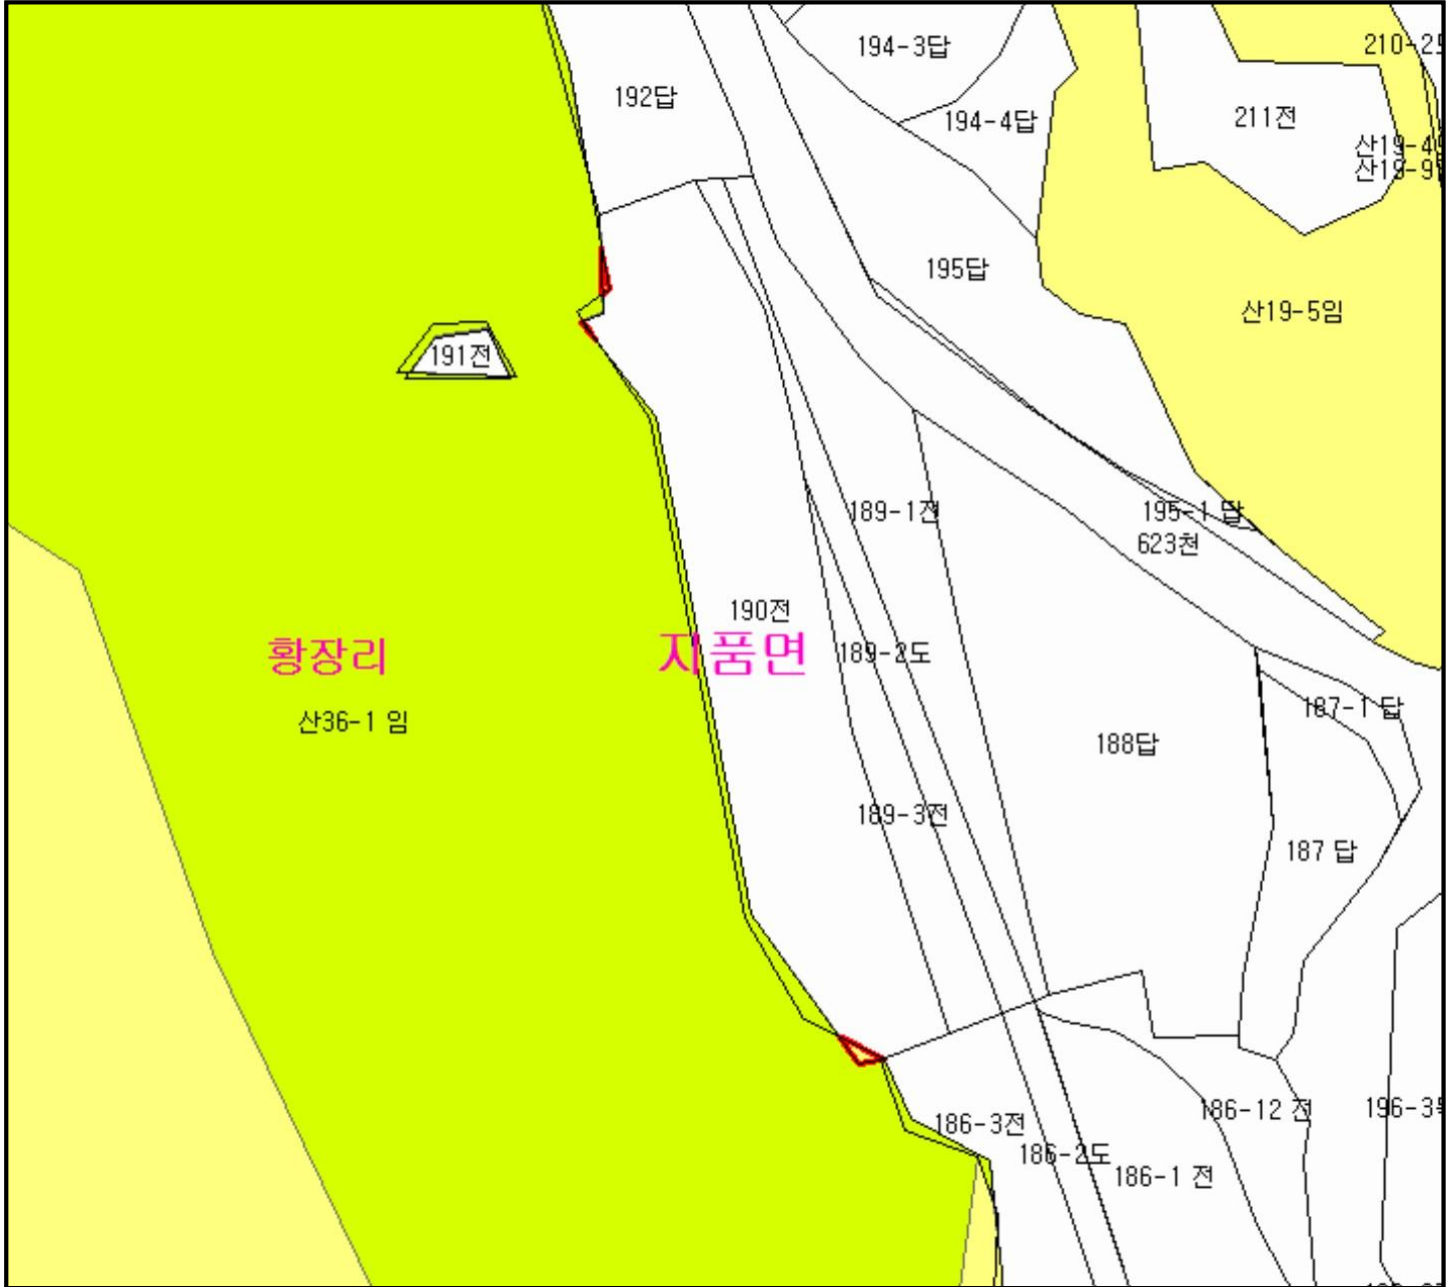 194-3답
192답
194-4답
211전
195답
산19-5임
191전
189-1전
195-1 답
623천
190전
황장리
지품면
189-2도
산36-1 임
187-1 답
188답
189-3전
187 답
186-3전
186-12 전
186-2도
186-1 전